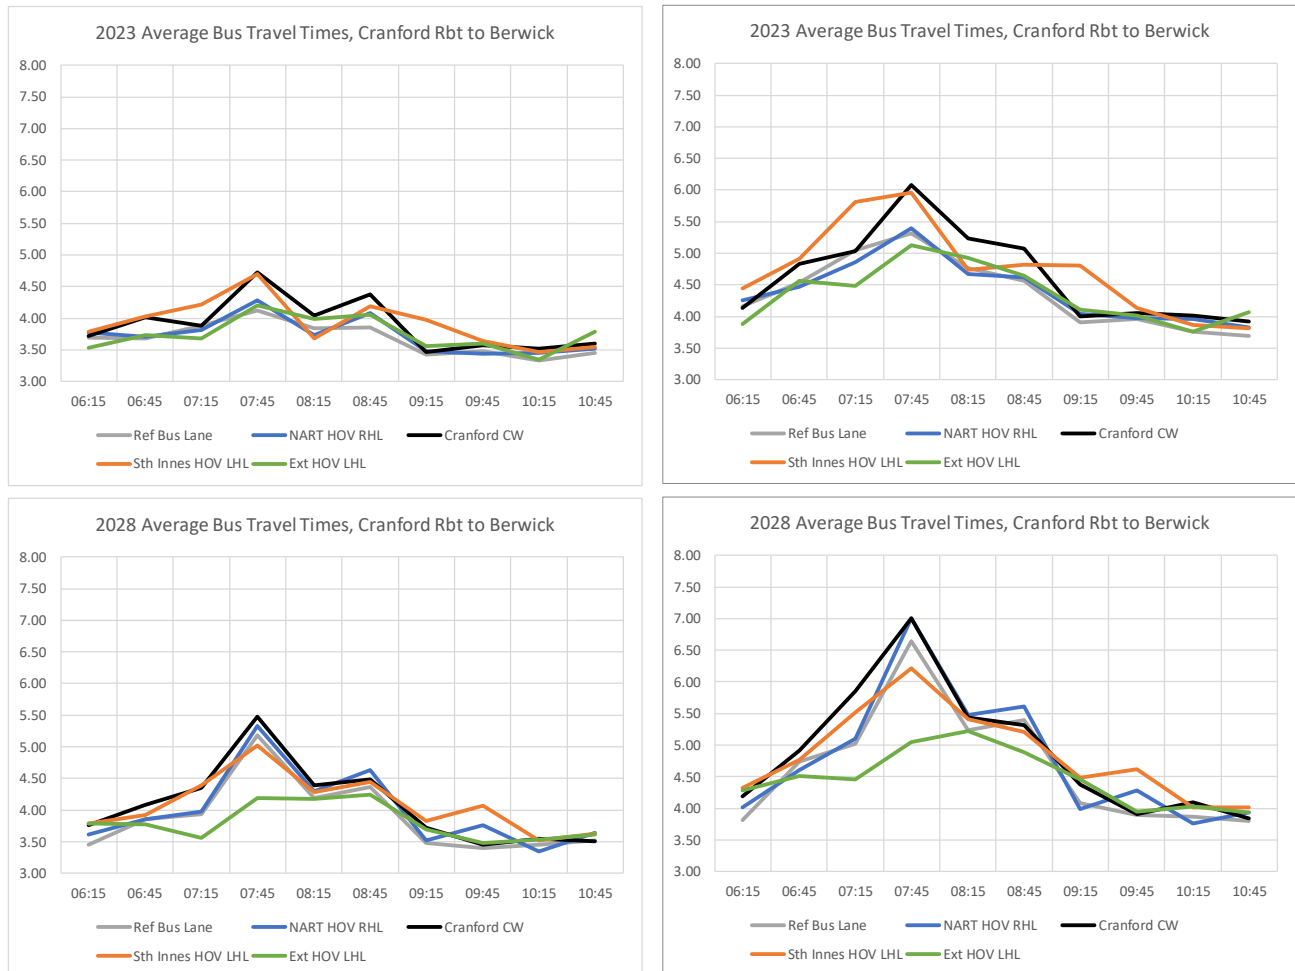 2023 Average Bus Travel Times, Cranford Rbt to Berwick
8.00
7.50
7.00
6.50
6.00
5.50
5.00
4.50
4.00
3.50
3.00
06:15 06:45 07:15 07:45 08:15 08:45 09:15 09:45 10:15 10:45
Ref Bus Lane NART HOV RHL Cranford CW
Sth Innes HOV LHL Ext HOV LHL
2023 Average Bus Travel Times, Cranford Rbt to Berwick
8.00
7.50
7.00
6.50
6.00
5.50
5.00
4.50
4.00
3.50
3.00
06:15 06:45 07:15 07:45 08:15 08:45 09:15 09:45 10:15 10:45
Ref Bus Lane NART HOV RHL Cranford CW
Sth Innes HOV LHL Ext HOV LHL
2028 Average Bus Travel Times, Cranford Rbt to Berwick
8.00
7.50
7.00
6.50
6.00
5.50
5.00
4.50
4.00
3.50
3.00
06:15 06:45 07:15 07:45 08:15 08:45 09:15 09:45 10:15 10:45
Ref Bus Lane NART HOV RHL Cranford CW
Sth Innes HOV LHL Ext HOV LHL
2028 Average Bus Travel Times, Cranford Rbt to Berwick
8.00
7.50
7.00
6.50
6.00
5.50
5.00
4.50
4.00
3.50
3.00
06:15 06:45 07:15 07:45 08:15 08:45 09:15 09:45 10:15 10:45
Ref Bus Lane NART HOV RHL Cranford CW
Sth Innes HOV LHL Ext HOV LHL